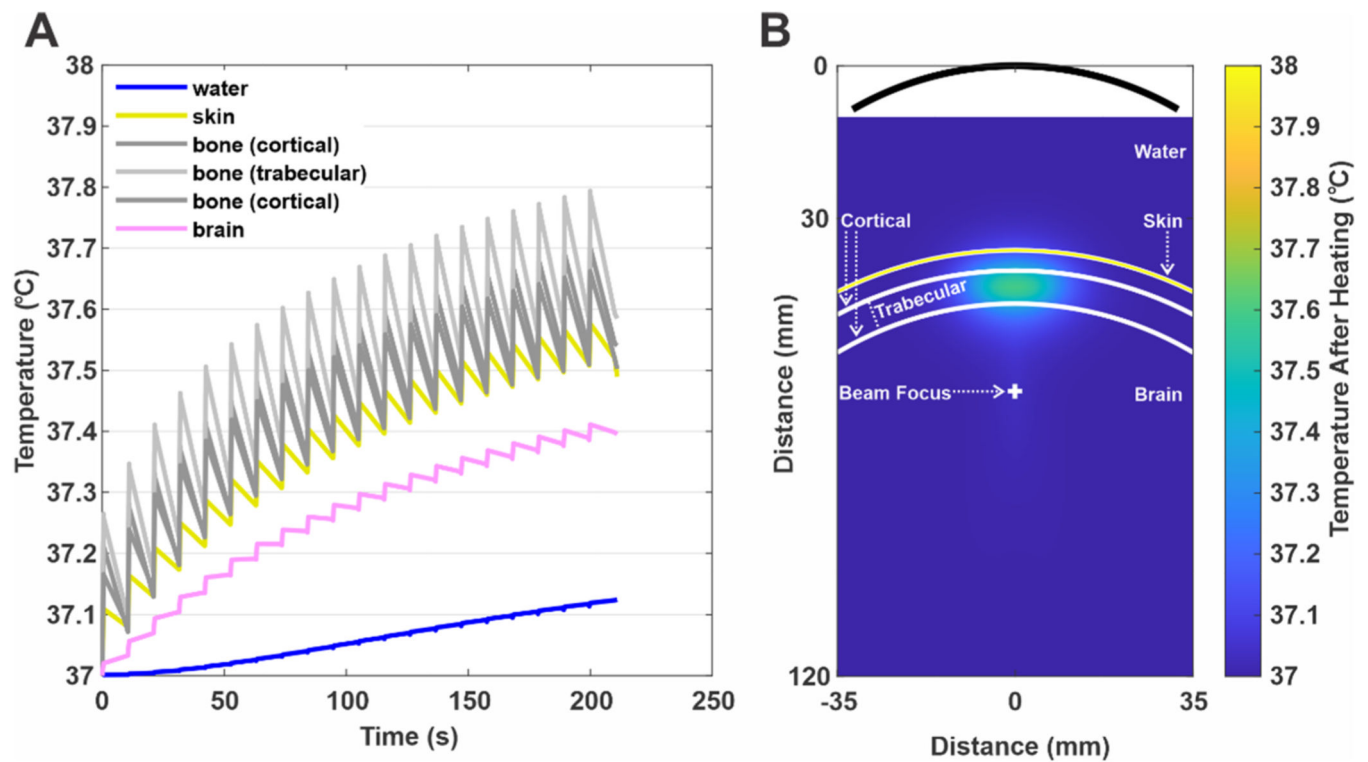 A
38
37.9
37.8
37.7
37.6
37.5
37.4
37.3
37.2
37.1
37
Temperature (℃)
water
skin
bone (cortical)
bone (trabecular)
bone (cortical)
brain
0
50
100
150
200
250
Time (s)
B
0
30
120
Distance (mm)
Water
Cortical
Skin
Trabecular
Beam Focus
Brain
-35
0
35
Distance (mm)
38
37.9
37.8
37.7
37.6
37.5
37.4
37.3
37.2
37.1
37
Temperature After Heating (℃)